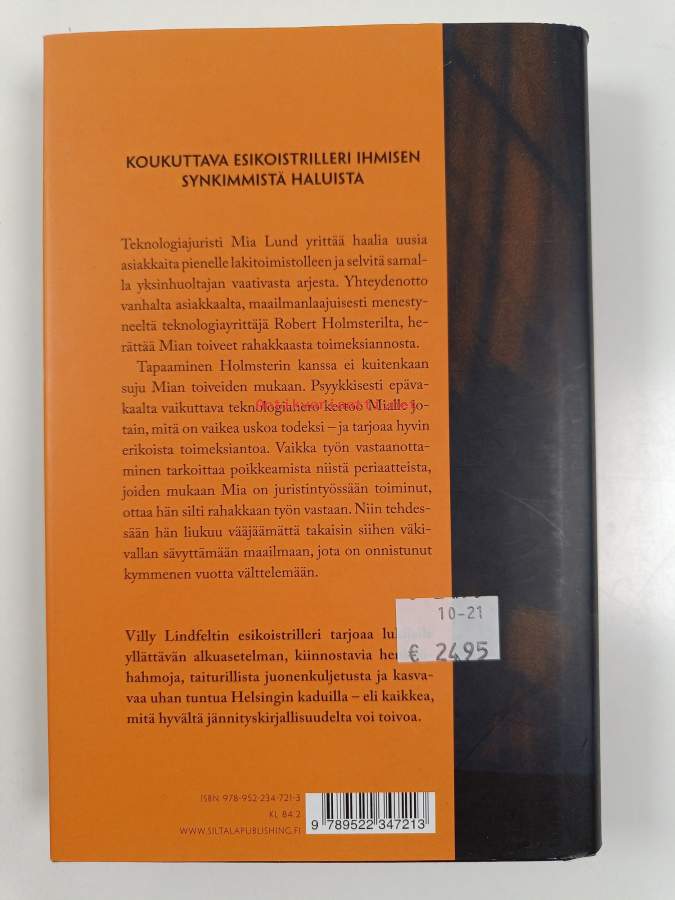 KOUKUTTAVA ESIKOISTRILLERI IHMISEN
SYNKIMMISTÄ HALUISTA
Teknologiajuristi Mia Lund yrittää haalia uusia
asiakkaita pienelle lakitoimistolleen ja selvitä samal-
la yksinhuoltajan vaativasta arjesta. Yhteydenotto
vanhalta asiakkaalta, maailmanlaajuisesti menesty-
neeltä teknologiayrittäjä Robert Holmsterilta, he-
rättää Mian toiveet rahakkaasta toimeksiannosta.
Tapaaminen Holmsterin kanssa ei kuitenkaan
suju Mian toiveiden mukaan. Psyykkisesti epäva-
kaalta vaikuttava teknologiahero kertoo Mialle jo-
tain, mitä on vaikea uskoa todeksi – ja tarjoaa hyvin
erikoista toimeksiantoa. Vaikka työn vastaanotta-
minen tarkoittaa poikkeamista niistä periaatteista,
joiden mukaan Mia on juristintyössään toiminut,
ottaa hän silti rahakkaan työn vastaan. Niin tehdes-
sään hän liukuu vääjäämättä takaisin siihen väki-
vallan sävyttämään maailmaan, jota on onnistunut
kymmenen vuotta välttelemään.
10-21
€ 24,95
Villy Lindfeltin esikoistrilleri tarjoaa
yllättävän alkuasetelman, kiinnostavia
hahmoja, taiturillista juonenkuljetusta ja kasva-
vaa uhan tuntua Helsingin kaduilla – eli kaikkea,
mitä hyvältä jännityskirjallisuudelta voi toivoa.
ISBN 978-952-234-721-3
KL 84.2
WWW.SILTALAPUBLISHING.FI
9 789522 347213